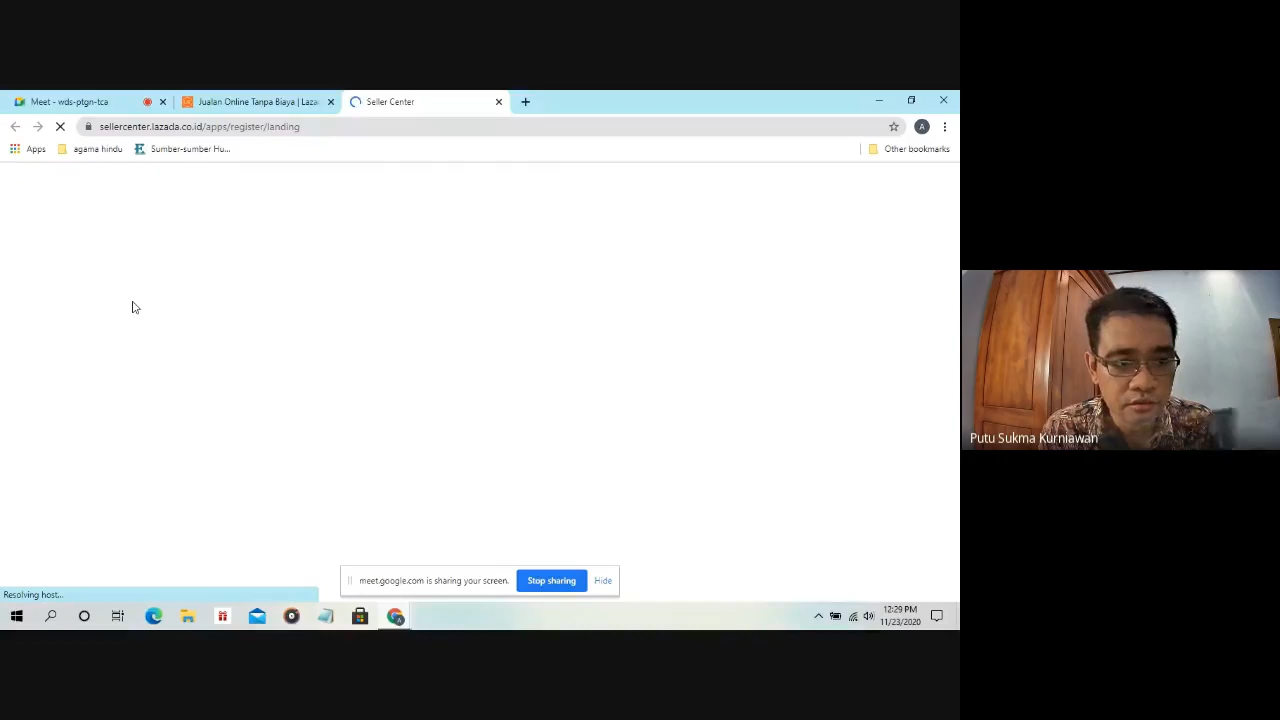 Meet - wds-ptgn-tca
Jualan Online Tanpa Biaya | Laza
Seller Center
sellercenter.lazada.co.id/apps/register/landing
Apps
agama hindu
Sumber-sumber Hu...
Other bookmarks
A
Putu Sukma Kurniawan
meet.google.com is sharing your screen.
Stop sharing
Hide
Resolving host...
12:29 PM
11/23/2020